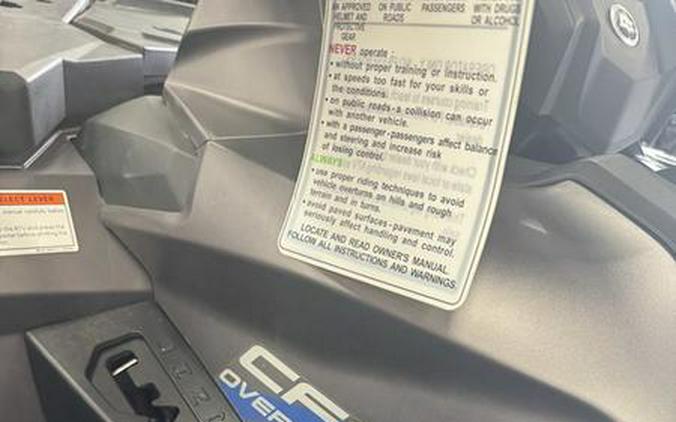 AN APPROVED ON PUBLIC PASSENGERS WITH DRUGS
HELMET AND ROADS OR ALCOHOL
PROTECTIVE
GEAR.
NEVER operate :
• without proper training or instruction.
• at speeds too fast for your skills or
the conditions.
• on public roads-a collision can occur
with another vehicle.
• with a passenger-passengers affect balance
and steering and increase risk
of losing control.
ALWAYS
• use proper riding techniques to avoid
vehicle overturns on hills and rough
terrain and in turns.
• avoid paved surfaces-pavement may
seriously affect handling and control.
LOCATE AND READ OWNER'S MANUAL.
FOLLOW ALL INSTRUCTIONS AND WARNINGS
SELECT LEVER
manual carefully before
CF
OVER